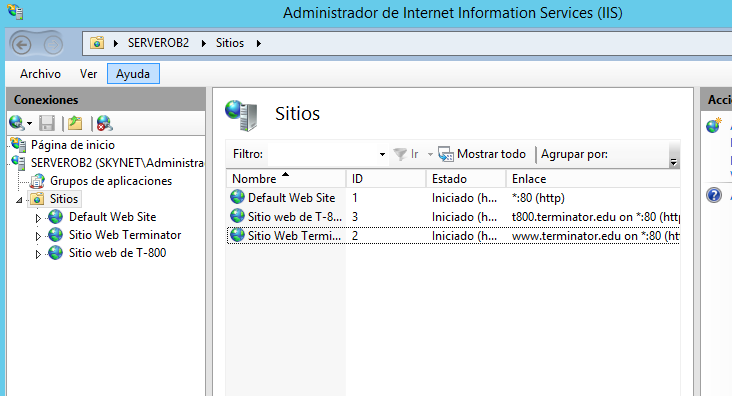 Administrador de Internet Information Services (IIS)
SERVEROB2 Sitios
Archivo Ver Ayuda
Conexiones
Página de inicio
SERVEROB2 (SKYNET\Administra
Grupos de aplicaciones
Sitios
Default Web Site
Sitio Web Terminator
Sitio web de T-800
Sitios
Filtro: Ir Mostrar todo Agrupar por:
Nombre ID Estado Enlace
Default Web Site 1 Iniciado (h... *:80 (http)
Sitio web de T-8... 3 Iniciado (h... t800.terminator.edu on *:80 (http
Sitio Web Termi... 2 Iniciado (h... www.terminator.edu on *:80 (htt
Acci